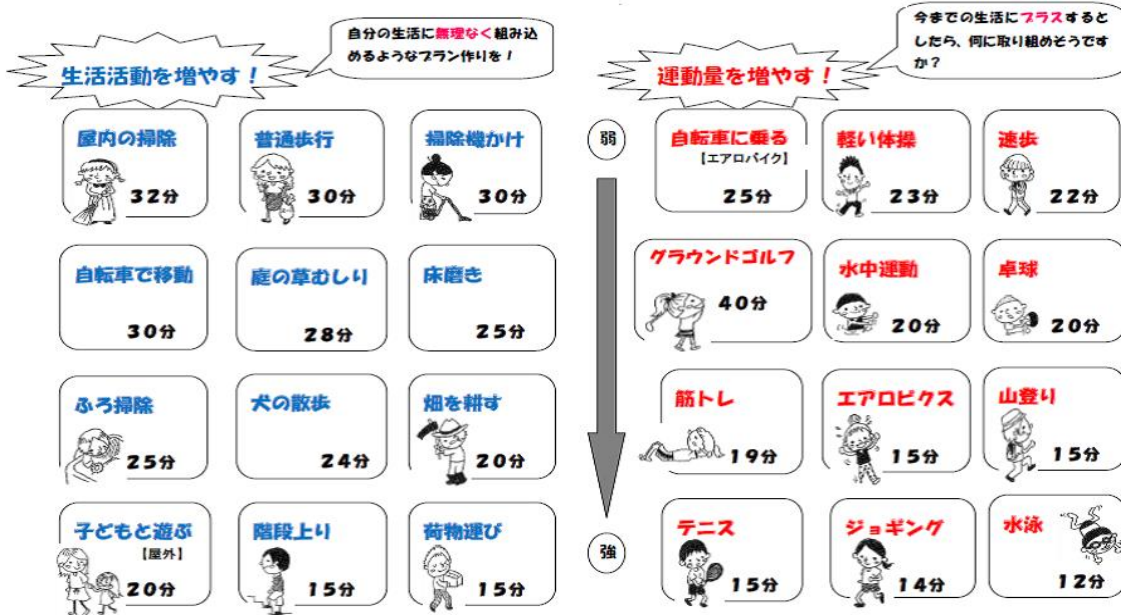 生活活動を増やす！
自分の生活に無理なく組み込
めるようなプラン作りを！
屋内の掃除
32分
普通歩行
30分
掃除機かけ
30分
自転車で移動
30分
庭の草むしり
28分
床磨き
25分
ふろ掃除
25分
犬の散歩
24分
畑を耕す
20分
子どもと遊ぶ
【屋外】
20分
階段上り
15分
荷物運び
15分
弱
強
運動量を増やす！
今までの生活にプラスすると
したら、何に取り組めそうです
か？
自転車に乗る
【エアロバイク】
25分
軽い体操
23分
速歩
22分
グラウンドゴルフ
40分
水中運動
20分
卓球
20分
筋トレ
19分
エアロビクス
15分
山登り
15分
テニス
15分
ジョギング
14分
水泳
12分